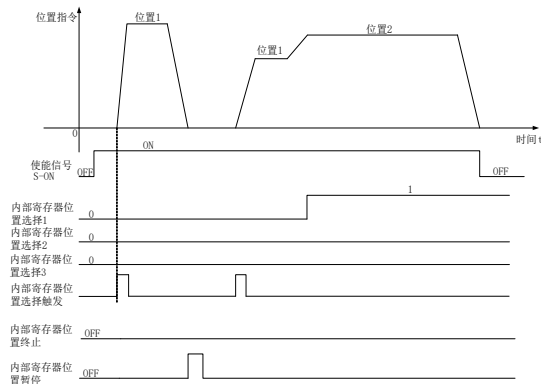 位置指令
位置1
位置1
位置2
0
时间t
使能信号
S-ON
OFF
ON
OFF
1
内部寄存器位
置选择1
0
内部寄存器位
置选择2
0
内部寄存器位
置选择3
0
内部寄存器位
置选择触发
内部寄存器位
置终止
OFF
内部寄存器位
置暂停
OFF